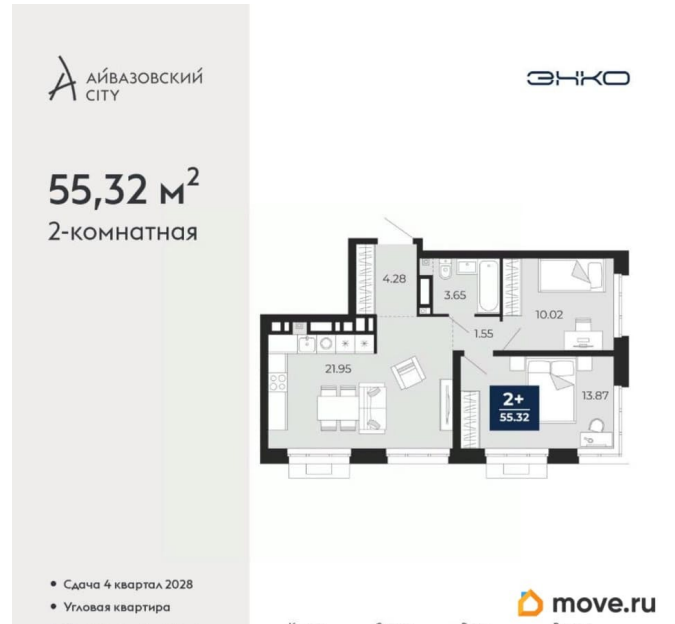 АЙВАЗОВСКИЙ
CITY
ЭНКО
55,32 м²
2-комнатная
4.28
3.65
10.02
1.55
21.95
13.87
2+
55.32
• Сдача 4 квартал 2028
• Угловая квартира
move.ru